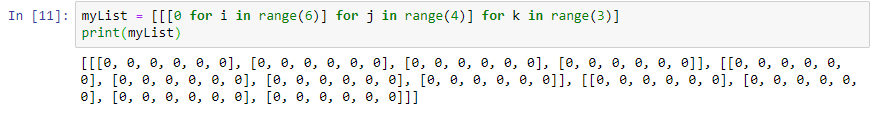 In [11]: myList = [[[0 for i in range(6)] for j in range(4)] for k in range(3)]
print(myList)
[[[0, 0, 0, 0, 0, 0], [0, 0, 0, 0, 0, 0], [0, 0, 0, 0, 0, 0], [0, 0, 0, 0, 0, 0]], [[0, 0, 0, 0, 0,
0], [0, 0, 0, 0, 0, 0], [0, 0, 0, 0, 0, 0], [0, 0, 0, 0, 0, 0]], [[0, 0, 0, 0, 0, 0], [0, 0, 0, 0, 0,
0], [0, 0, 0, 0, 0, 0], [0, 0, 0, 0, 0, 0]]]